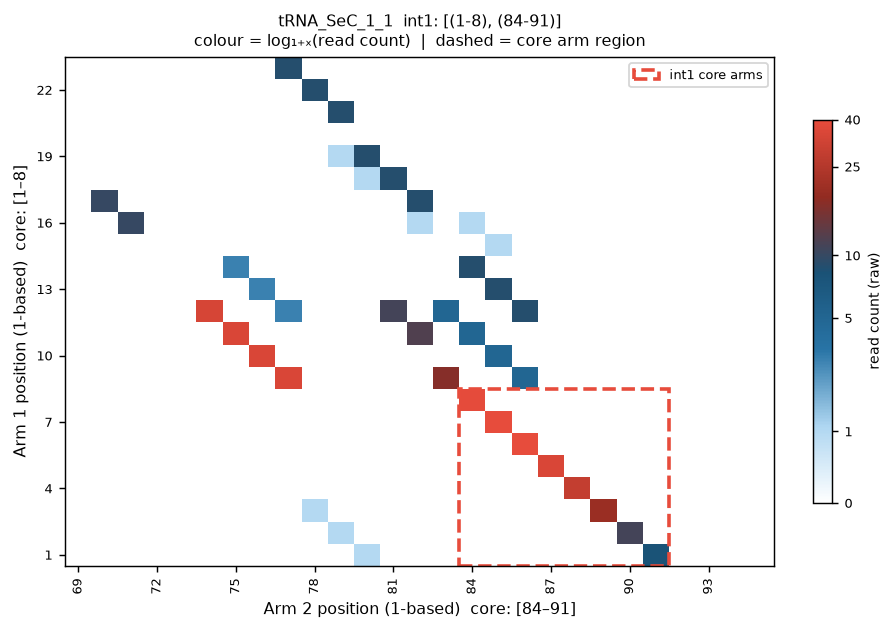 tRNA_SeC_1_1  int1: [(1-8), (84-91)]
colour = log₁₊ₓ(read count)  |  dashed = core arm region
int1 core arms
Arm 1 position (1-based)  core: [1–8]
22
19
16
13
10
7
4
1
69 72 75 78 81 84 87 90 93
Arm 2 position (1-based)  core: [84–91]
40
25
10
5
1
0
read count (raw)